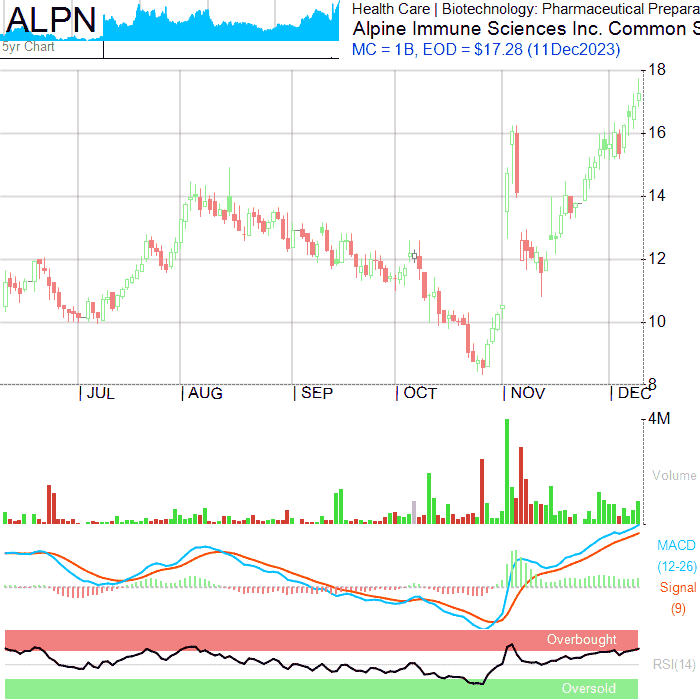 ALPN
5yr Chart
Health Care | Biotechnology: Pharmaceutical Prepara
Alpine Immune Sciences Inc. Common S
MC = 1B, EOD = $17.28 (11Dec2023)
18
16
14
12
10
8
JUL AUG SEP OCT NOV DEC
4M
Volume
MACD
(12-26)
Signal
(9)
Overbought
RSI(14)
Oversold